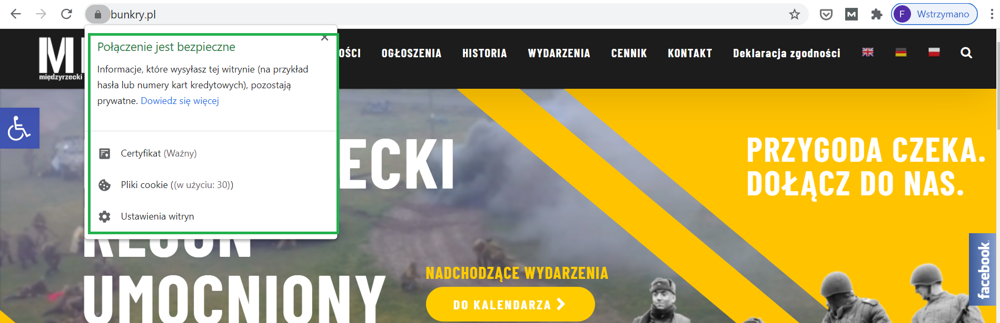 bunkry.pl
F
Wstrzymano
Połączenie jest bezpieczne
Informacje, które wysyłasz tej witrynie (na przykład
hasła lub numery kart kredytowych), pozostają
prywatne. Dowiedz się więcej
Certyfikat (Ważny)
Pliki cookie ((w użyciu: 30))
Ustawienia witryn
M
międzyrzecki
OŚCI
OGŁOSZENIA
HISTORIA
WYDARZENIA
CENNIK
KONTAKT
Deklaracja zgodności
ECKI
UMOCNIONY
PRZYGODA CZEKA.
DOŁĄCZ DO NAS.
NADCHODZĄCE WYDARZENIA
DO KALENDARZA
facebook